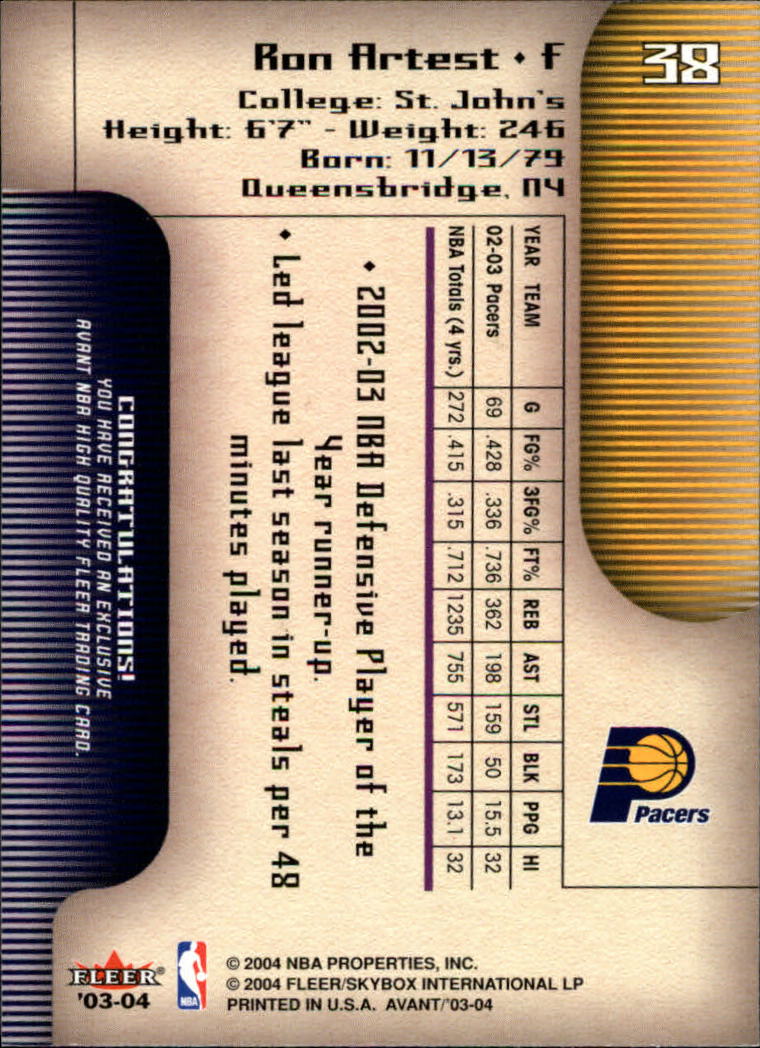 38
Ron Artest • F
College: St. John's
Height: 6'7" - Weight: 246
Born: 11/13/79
Queensbridge, NY
YEAR TEAM G FG% 3FG% FT% REB AST STL BLK PPG HI
02-03 Pacers 69 .428 .336 .736 362 198 159 50 15.5 32
NBA Totals (4 yrs.) 272 .415 .315 .712 1235 755 571 173 13.1 32
• 2002-03 NBA Defensive Player of the
Year runner-up.
• Led league last season in steals per 48
minutes played.
CONGRATULATIONS!
YOU HAVE RECEIVED AN EXCLUSIVE
AVANT NBA HIGH QUALITY FLEER TRADING CARD.
Pacers
FLEER®
'03-04
NBA
© 2004 NBA PROPERTIES, INC.
© 2004 FLEER/SKYBOX INTERNATIONAL LP
PRINTED IN U.S.A. AVANT/'03-04